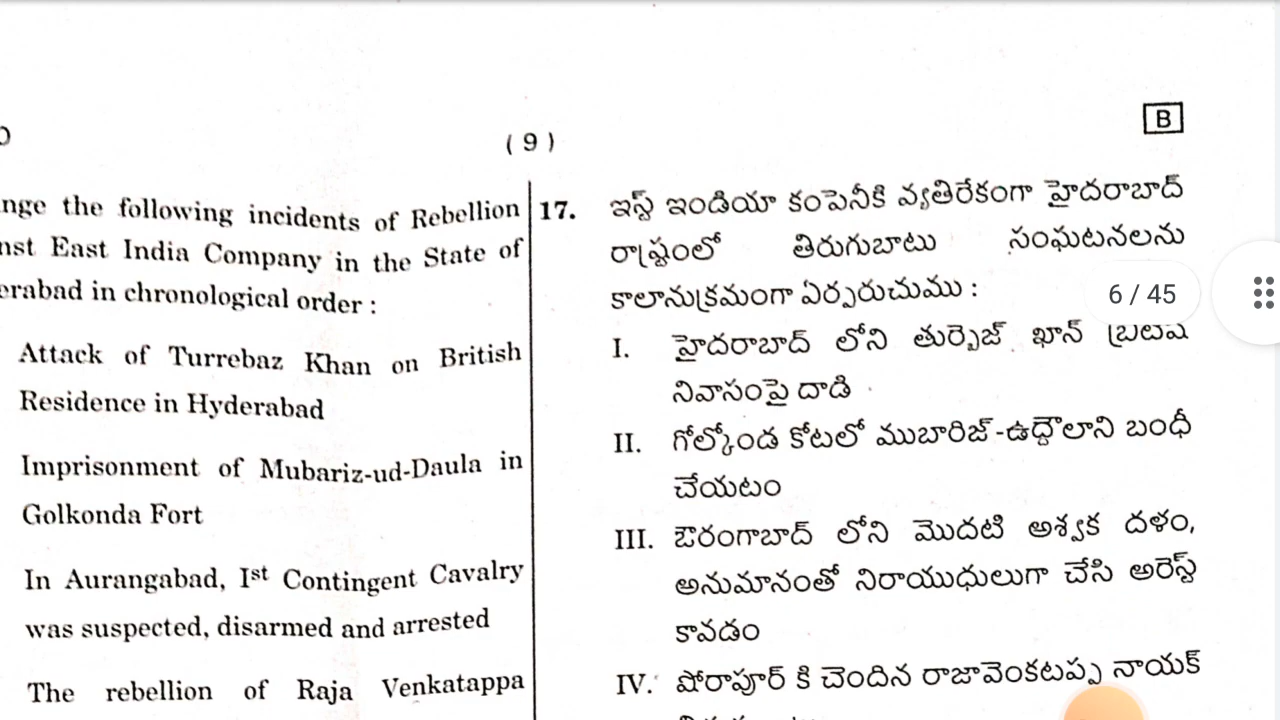 B
( 9 )
nge the following incidents of Rebellion
nst East India Company in the State of
erabad in chronological order :
Attack of Turrebaz Khan on British
Residence in Hyderabad
Imprisonment of Mubariz-ud-Daula in
Golkonda Fort
In Aurangabad, Ist Contingent Cavalry
was suspected, disarmed and arrested
The rebellion of Raja Venkatappa
17. ఇస్ట్ ఇండియా కంపెనీకి వ్యతిరేకంగా హైదరాబాద్
రాష్ట్రంలో తిరుగుబాటు సంఘటనలను
కాలానుక్రమంగా ఏర్పరుచుము :
6 / 45
I. హైదరాబాద్ లోని తుర్బెజ్ ఖాన్
నివాసంపై దాడి
II. గోల్కోండ కోటలో ముబారిజ్-ఉద్దౌలాని బంధీ
చేయటం
III. ఔరంగాబాద్ లోని మొదటి అశ్వక దళం,
అనుమానంతో నిరాయుధులుగా చేసి అరెస్ట్
కావడం
IV. షోరాపూర్ కి చెందిన రాజావెంకటప్ప నాయక్